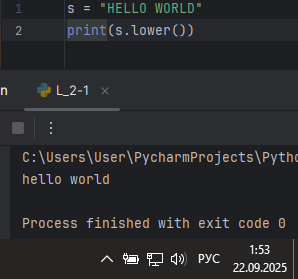 1 s = "HELLO WORLD"
2 print(s.lower())
n L_2-1 ×
C:\Users\User\PycharmProjects\Pytho
hello world
Process finished with exit code 0
РУС 1:53
22.09.2025